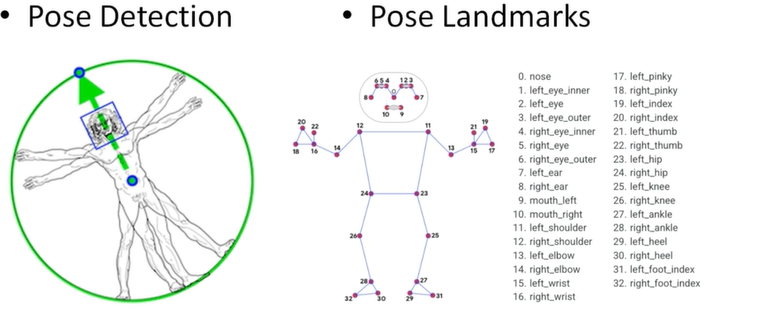 • Pose Detection
• Pose Landmarks
6 5 4 1 2 3
8 0 7
10 9
20 22 12 11 21 19
18 16 14 13 15 17
24 23
26 25
28 27
32 30 29 31
0. nose
1. left_eye_inner
2. left_eye
3. left_eye_outer
4. right_eye_inner
5. right_eye
6. right_eye_outer
7. left_ear
8. right_ear
9. mouth_left
10. mouth_right
11. left_shoulder
12. right_shoulder
13. left_elbow
14. right_elbow
15. left_wrist
16. right_wrist
17. left_pinky
18. right_pinky
19. left_index
20. right_index
21. left_thumb
22. right_thumb
23. left_hip
24. right_hip
25. left_knee
26. right_knee
27. left_ankle
28. right_ankle
29. left_heel
30. right_heel
31. left_foot_index
32. right_foot_index